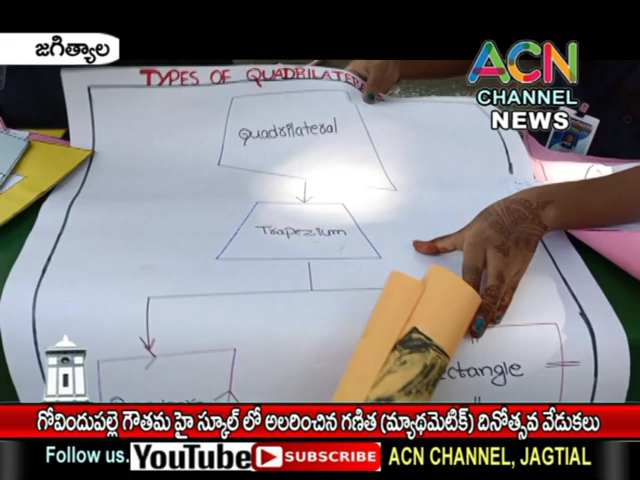 జగిత్యాల
ACN
CHANNEL
NEWS
TYPES OF QUADRILATER
Quadrilateral
Trapezium
ctangle
గోవిందుపల్లె గౌతమ హై స్కూల్ లో అలరించిన గణిత (మ్యాథమెటిక్) దినోత్సవ వేడుకలు
Follow us. YouTube SUBSCRIBE ACN CHANNEL, JAGTIAL